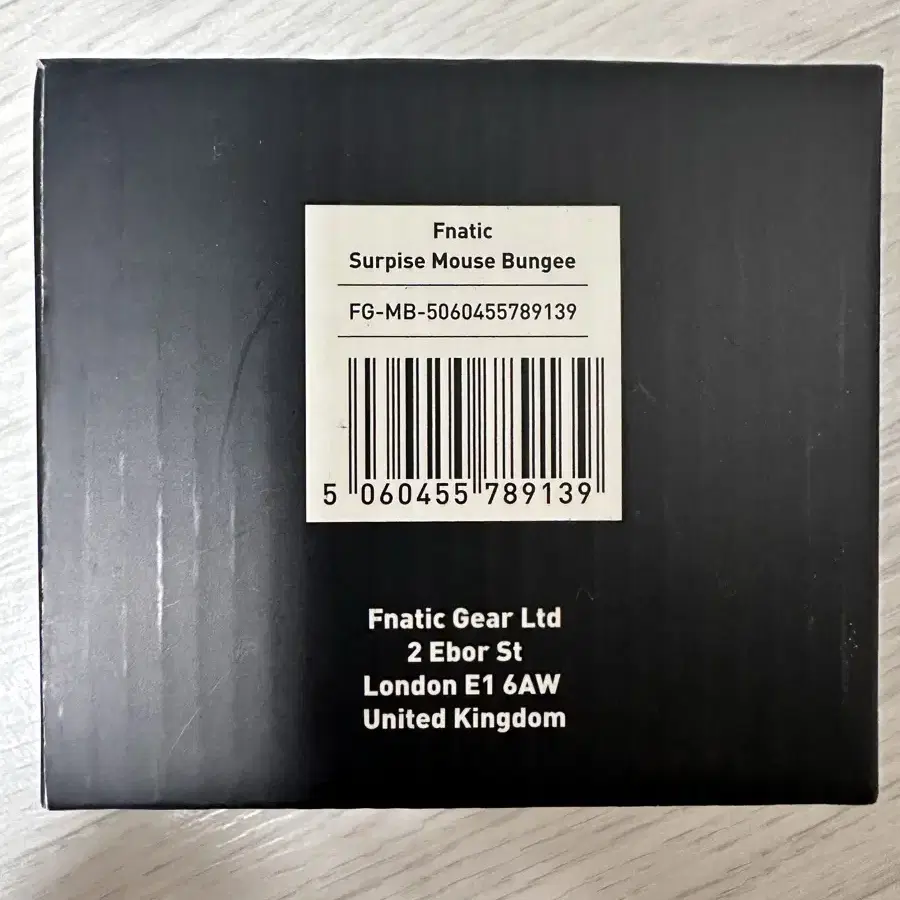 Fnatic
Surpise Mouse Bungee
FG-MB-5060455789139
5 060455 789139
Fnatic Gear Ltd
2 Ebor St
London E1 6AW
United Kingdom